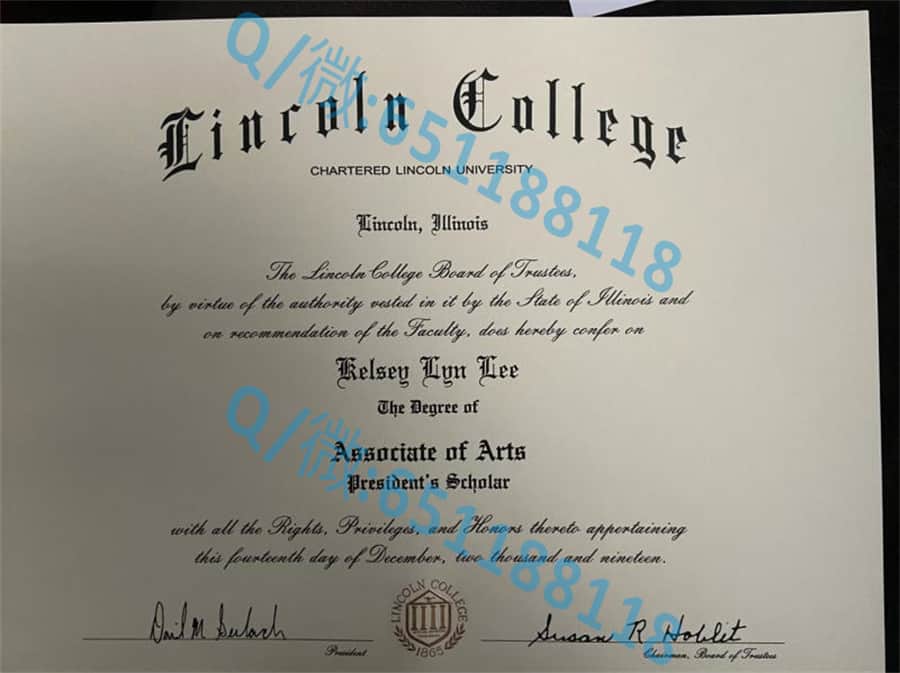 Lincoln College
CHARTERED LINCOLN UNIVERSITY
Lincoln, Illinois
The Lincoln College Board of Trustees,
by virtue of the authority vested in it by the State of Illinois and
on recommendation of the Faculty, does hereby confer on
Kelsey Lyn Lee
The Degree of
Associate of Arts
President's Scholar
with all the Rights, Privileges, and Honors thereto appertaining
this fourteenth day of December, two thousand and nineteen.
LINCOLN COLLEGE
1865
Susan R Hoblit
President
Chairman, Board of Trustees
Q/微:651188118
Q/微:651188118